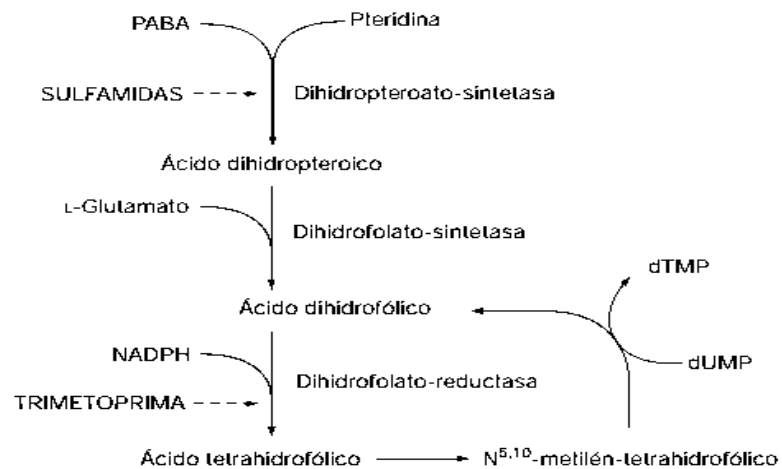 PABA
Pteridina
SULFAMIDAS
Dihidropteroato-sintetasa
Ácido dihidropteroico
L-Glutamato
Dihidrofolato-sintetasa
dTMP
Ácido dihidrofólico
NADPH
dUMP
Dihidrofolato-reductasa
TRIMETOPRIMA
Ácido tetrahidrofólico
N5,10-metilén-tetrahidrofólico